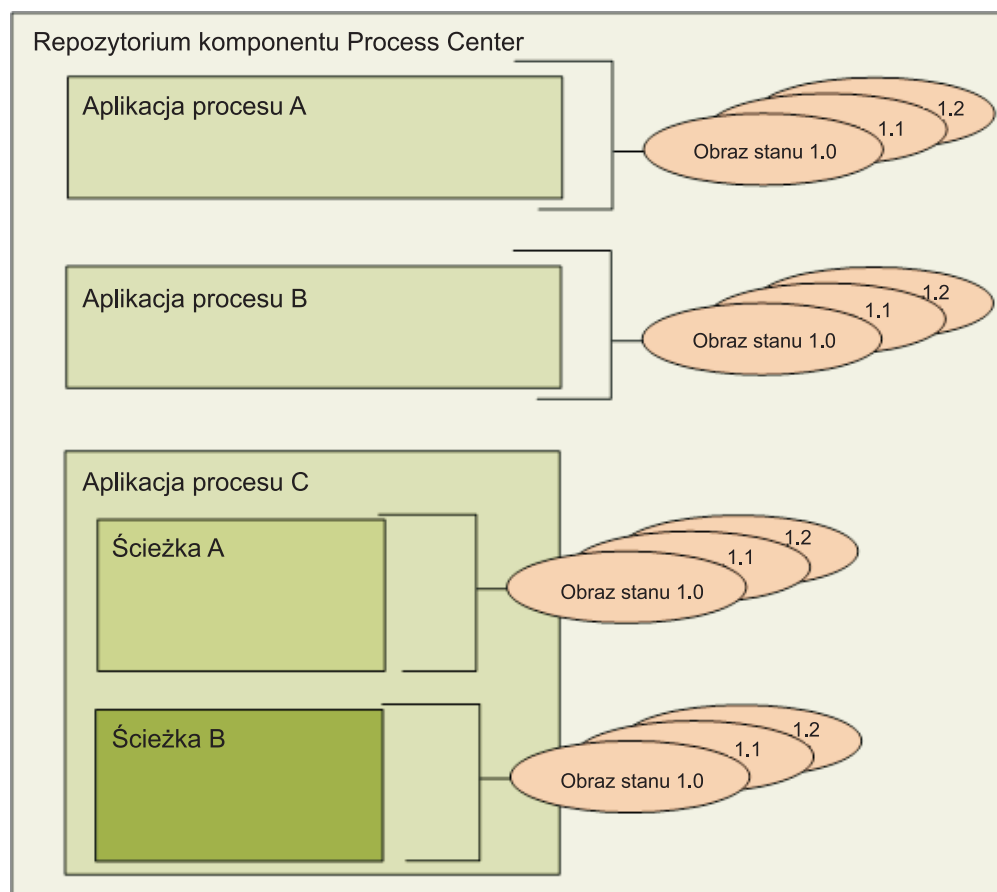 Repozytorium komponentu Process Center
Aplikacja procesu A
1.2
1.1
Obraz stanu 1.0
Aplikacja procesu B
1.2
1.1
Obraz stanu 1.0
Aplikacja procesu C
Ścieżka A
1.2
1.1
Obraz stanu 1.0
Ścieżka B
1.2
1.1
Obraz stanu 1.0